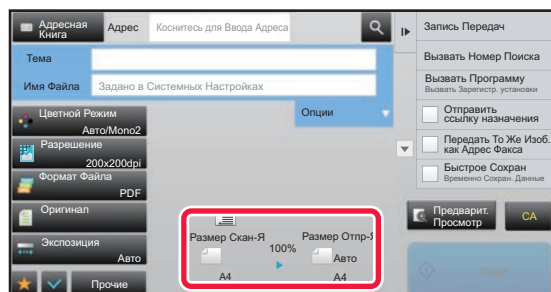 Адресная
Книга
Адрес
Коснитесь для Ввода Адреса
Тема
Имя Файла
Задано в Системных Настройках
Опции
Цветной Режим
Авто/Mono2
Разрешение
200x200dpi
Формат Файла
PDF
Оригинал
Экспозиция
Авто
Прочие
Размер Скан-Я
100%
Размер Отпр-Я
Авто
A4
A4
Запись Передач
Вызвать Номер Поиска
Вызвать Программу
Вызвать Зарегистр. установки
Отправить
ссылку назначения
Передать То Же Изоб.
как Адрес Факса
Быстрое Сохран
Временно Сохран. Данные
Предварит.
Просмотр
CA
Старт